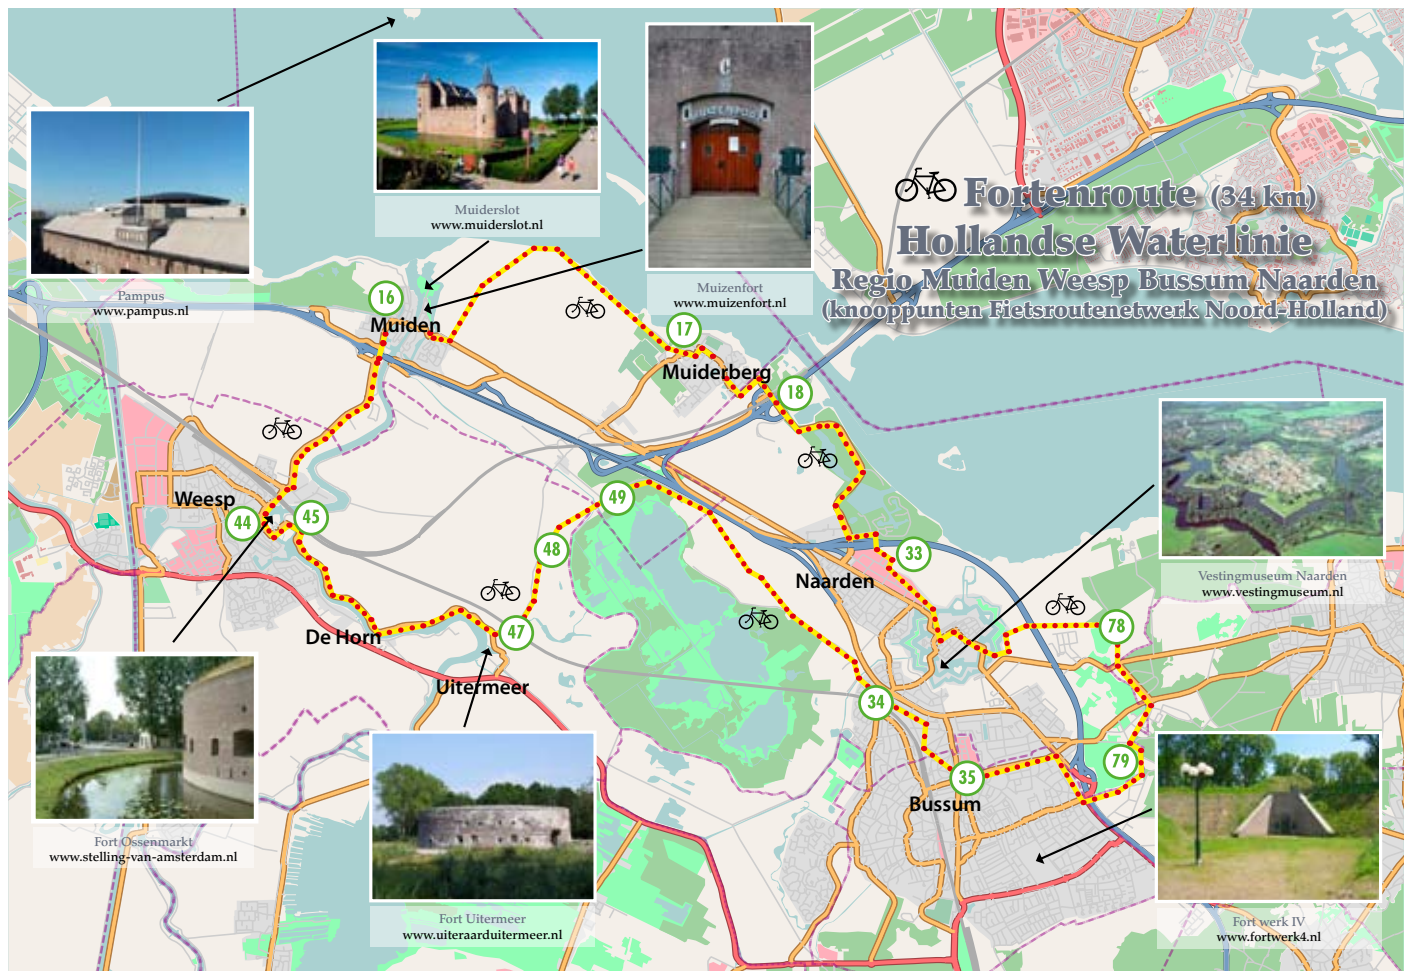 Fortenroute (34 km)
Hollandse Waterlinie
Regio Muiden Weesp Bussum Naarden
(knooppunten Fietsroutenetwerk Noord-Holland)
Muiderslot
www.muiderslot.nl
Muizenfort
www.muizenfort.nl
Pampus
www.pampus.nl
16
Muiden
17
Muiderberg
18
Weesp
44
45
49
48
33
Naarden
Vestingmuseum Naarden
www.vestingmuseum.nl
47
De Horn
78
Uitermeer
34
35
Bussum
79
Fort Ossenmarkt
www.stelling-van-amsterdam.nl
Fort Uitermeer
www.uiteraarduitermeer.nl
Fort werk IV
www.fortwerk4.nl